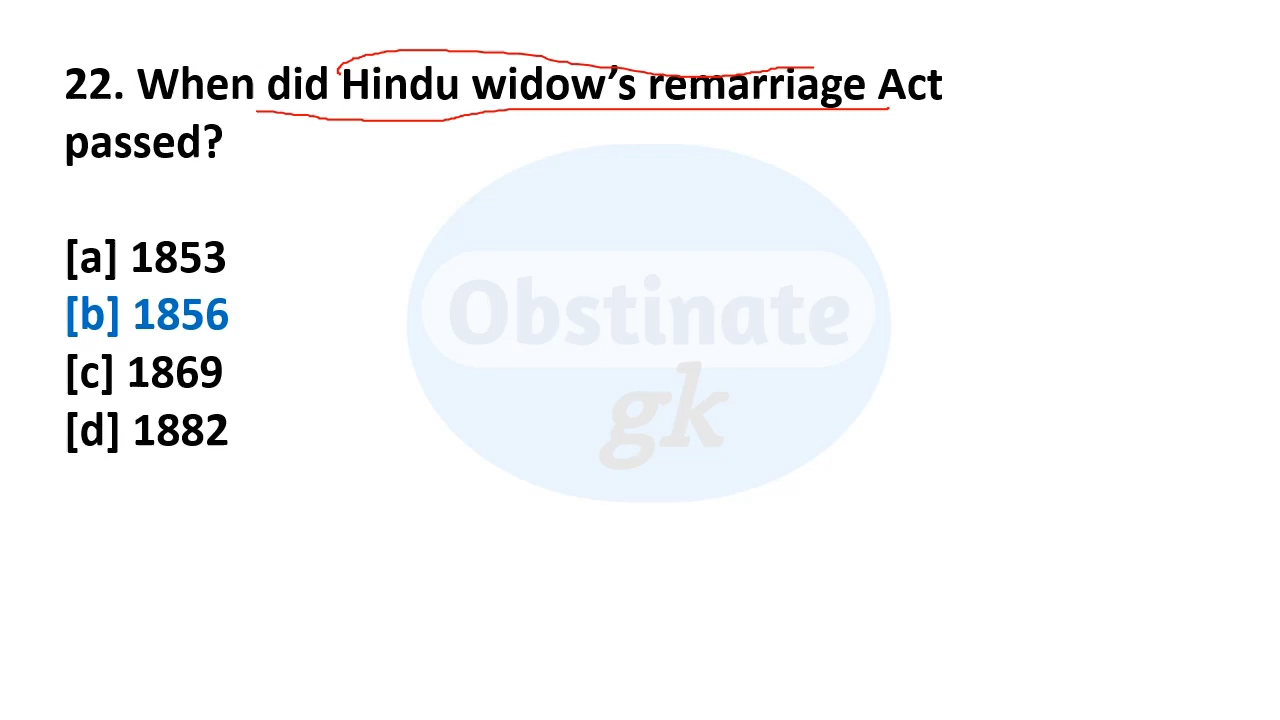 22. When did Hindu widow’s remarriage Act
passed?
[a] 1853
[b] 1856
[c] 1869
[d] 1882
Obstinate
gk